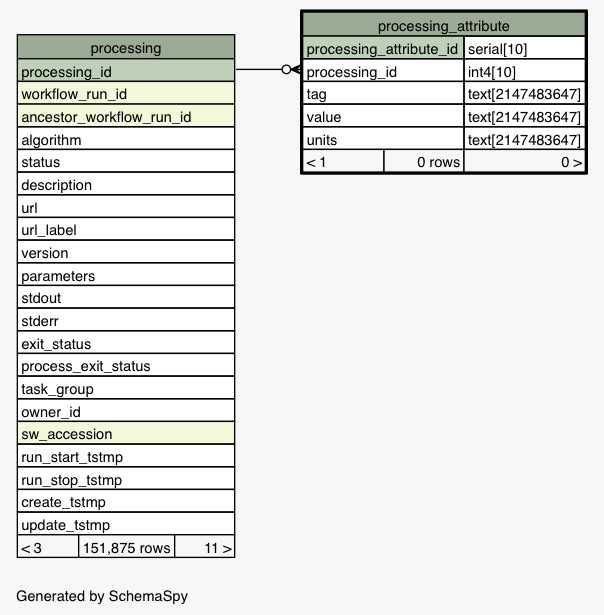 processing
processing_id
workflow_run_id
ancestor_workflow_run_id
algorithm
status
description
url
url_label
version
parameters
stdout
stderr
exit_status
process_exit_status
task_group
owner_id
sw_accession
run_start_tstmp
run_stop_tstmp
create_tstmp
update_tstmp
< 3 151,875 rows 11 >
processing_attribute
processing_attribute_id serial[10]
processing_id int4[10]
tag text[2147483647]
value text[2147483647]
units text[2147483647]
< 1 0 rows 0 >
Generated by SchemaSpy